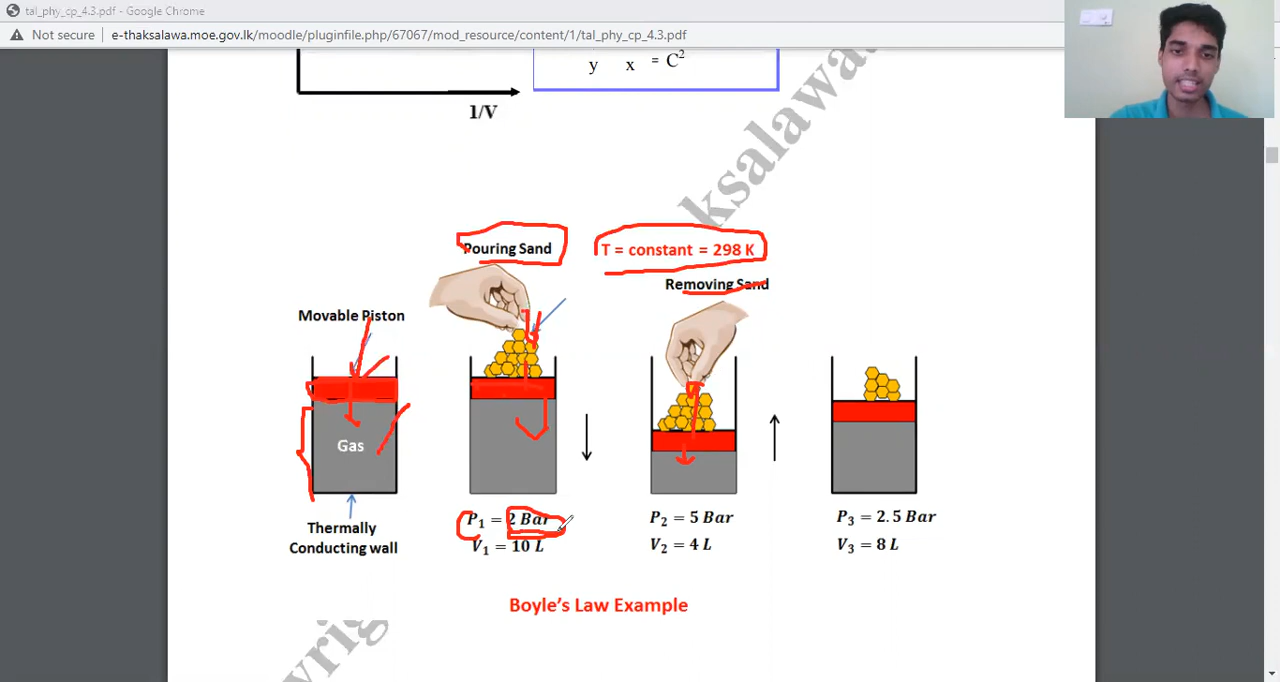 tal_phy_cp_4.3.pdf - Google Chrome
Not secure | e-thaksalawa.moe.gov.lk/moodle/pluginfile.php/67067/mod_resource/content/1/tal_phy_cp_4.3.pdf
y x = C²
1/V
ksalawa
Pouring Sand
T = constant = 298 K
Removing Sand
Movable Piston
Gas
Thermally
Conducting wall
P₁ = 2 Bar
V₁ = 10 L
P₂ = 5 Bar
V₂ = 4 L
P₃ = 2.5 Bar
V₃ = 8 L
Boyle's Law Example
yrig